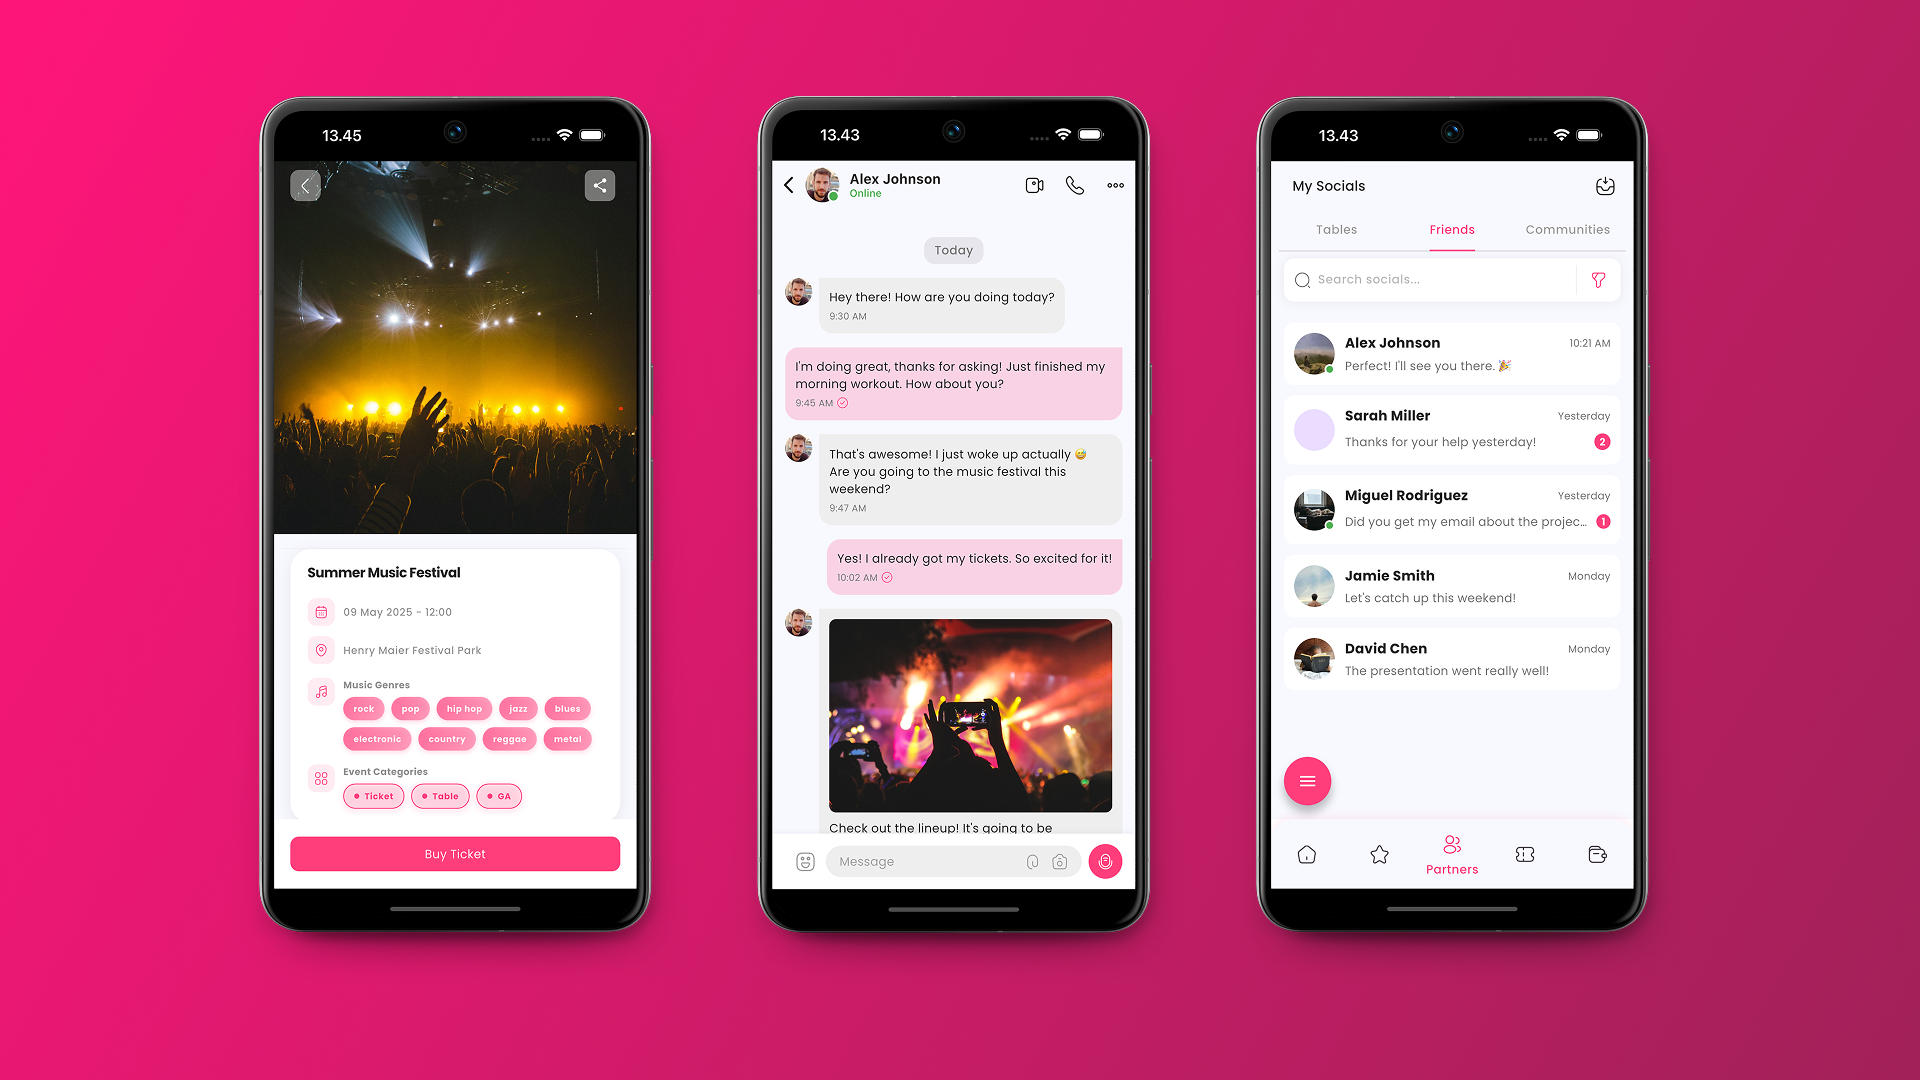 13.45
Summer Music Festival
09 May 2025 - 12:00
Henry Maier Festival Park
Music Genres
rock pop hip hop jazz blues
electronic country reggae metal
Event Categories
Ticket Table GA
Buy Ticket
13.43
Alex Johnson
Online
Today
Hey there! How are you doing today?
9:30 AM
I'm doing great, thanks for asking! Just finished my
morning workout. How about you?
9:45 AM
That's awesome! I just woke up actually 😅
Are you going to the music festival this
weekend?
9:47 AM
Yes! I already got my tickets. So excited for it!
10:02 AM
Check out the lineup! It's going to be
Message
13.43
My Socials
Tables Friends Communities
Search socials...
Alex Johnson 10:21 AM
Perfect! I'll see you there. 🎉
Sarah Miller Yesterday
Thanks for your help yesterday! 2
Miguel Rodriguez Yesterday
Did you get my email about the projec... 1
Jamie Smith Monday
Let's catch up this weekend!
David Chen Monday
The presentation went really well!
Partners